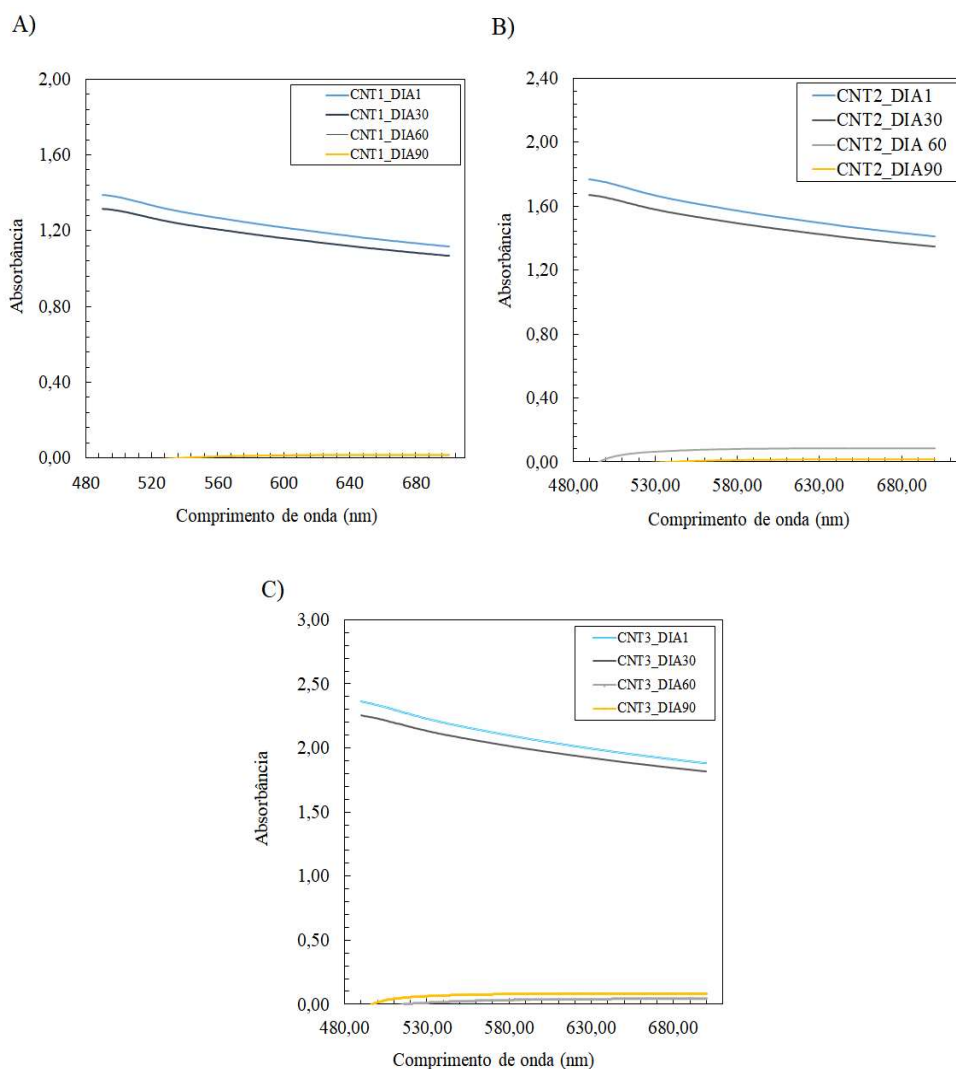 A)
2,00
1,60
1,20
0,80
0,40
0,00
Absorbância
480 520 560 600 640 680
Comprimento de onda (nm)
CNT1_DIA1
CNT1_DIA30
CNT1_DIA60
CNT1_DIA90
B)
2,40
2,00
1,60
1,20
0,80
0,40
0,00
Absorbância
480,00 530,00 580,00 630,00 680,00
Comprimento de onda (nm)
CNT2_DIA1
CNT2_DIA30
CNT2_DIA 60
CNT2_DIA90
C)
3,00
2,50
2,00
1,50
1,00
0,50
0,00
Absorbância
480,00 530,00 580,00 630,00 680,00
Comprimento de onda (nm)
CNT3_DIA1
CNT3_DIA30
CNT3_DIA60
CNT3_DIA90